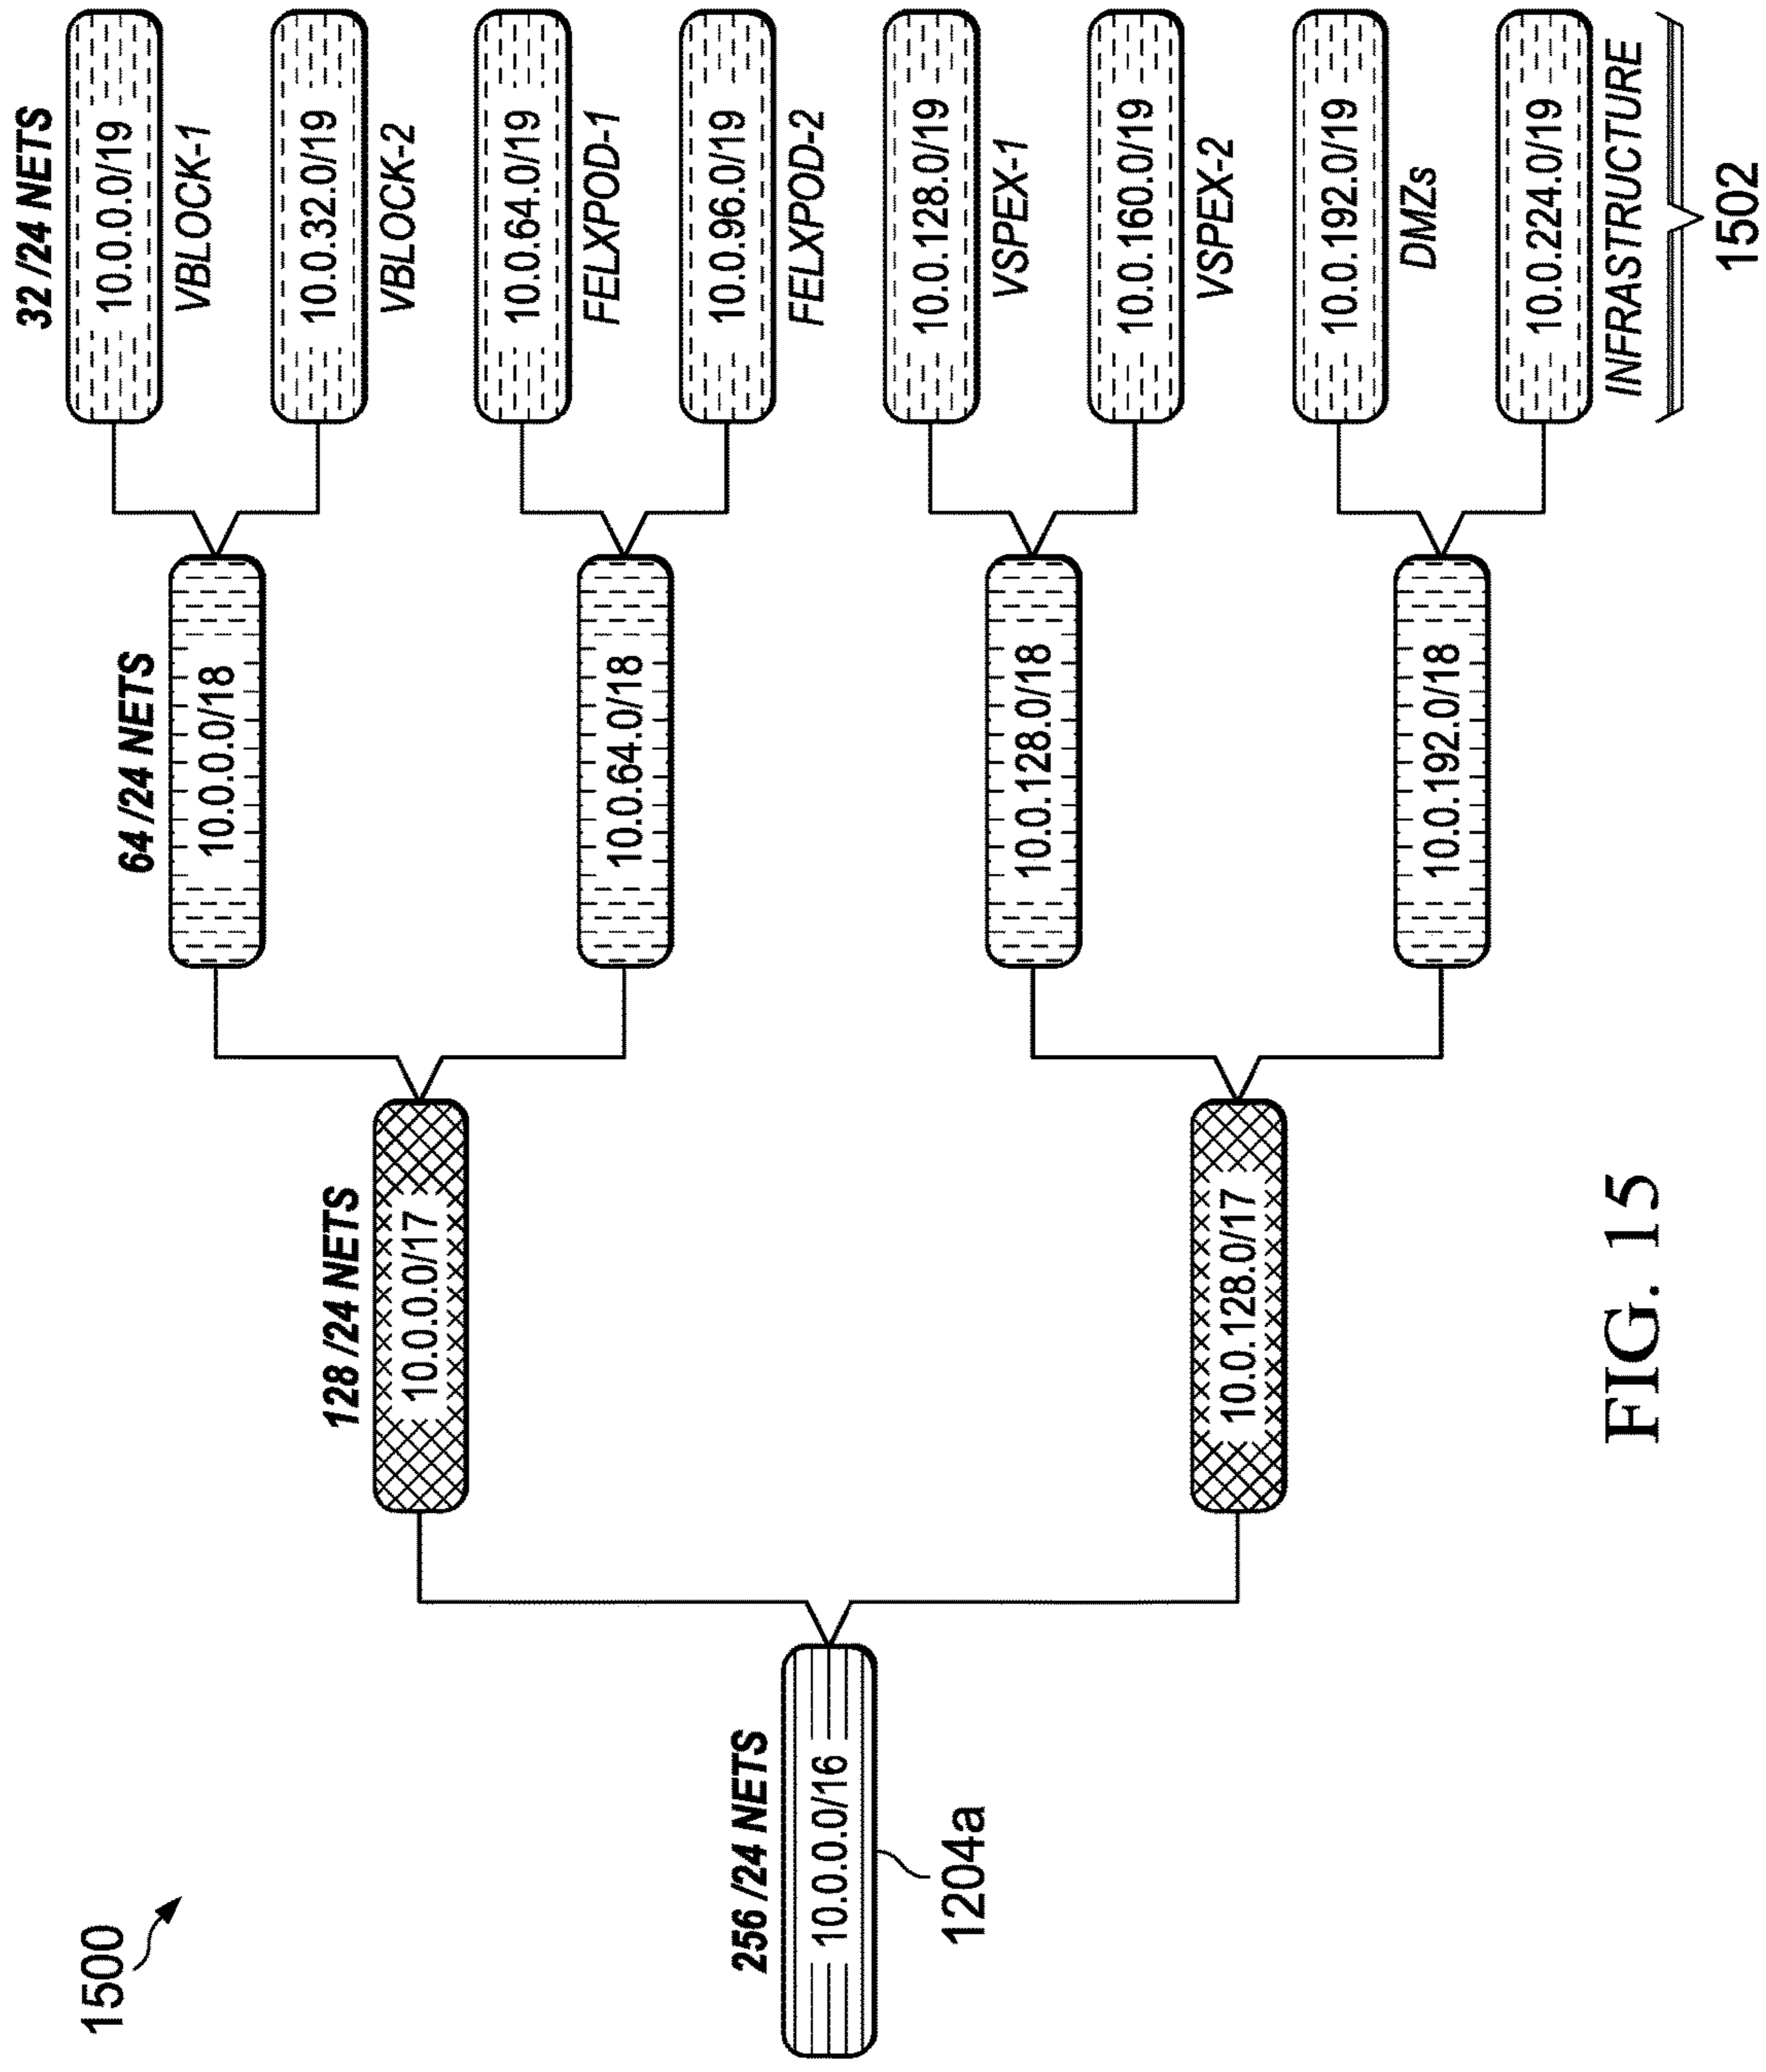 1500
256 /24 NETS
10.0.0.0/16
1204a
128 /24 NETS
10.0.0.0/17
10.0.128.0/17
64 /24 NETS
10.0.0.0/18
10.0.64.0/18
10.0.128.0/18
10.0.192.0/18
32 /24 NETS
10.0.0.0/19
VBLOCK-1
10.0.32.0/19
VBLOCK-2
10.0.64.0/19
FELXPOD-1
10.0.96.0/19
FELXPOD-2
10.0.128.0/19
VSPEX-1
10.0.160.0/19
VSPEX-2
10.0.192.0/19
DMZs
10.0.224.0/19
INFRASTRUCTURE
1502
FIG. 15